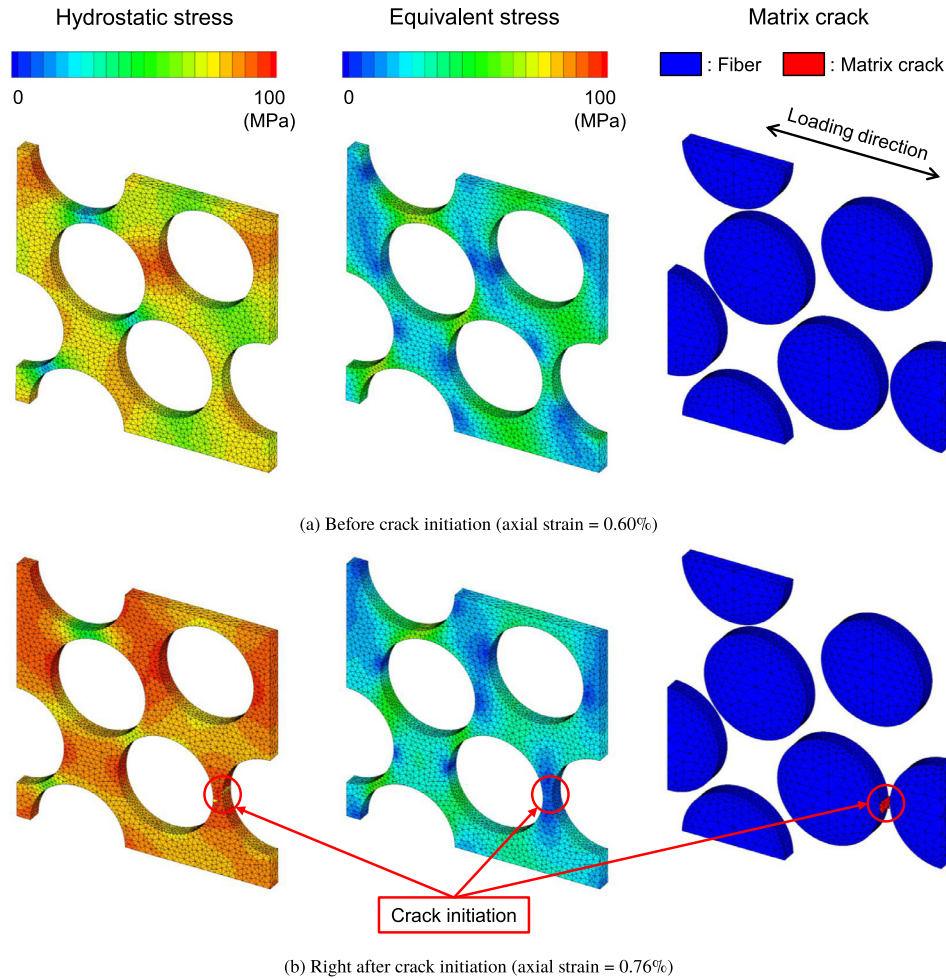 Hydrostatic stress
Equivalent stress
Matrix crack
0
100
(MPa)
0
100
(MPa)
: Fiber
: Matrix crack
Loading direction
(a) Before crack initiation (axial strain = 0.60%)
Crack initiation
(b) Right after crack initiation (axial strain = 0.76%)